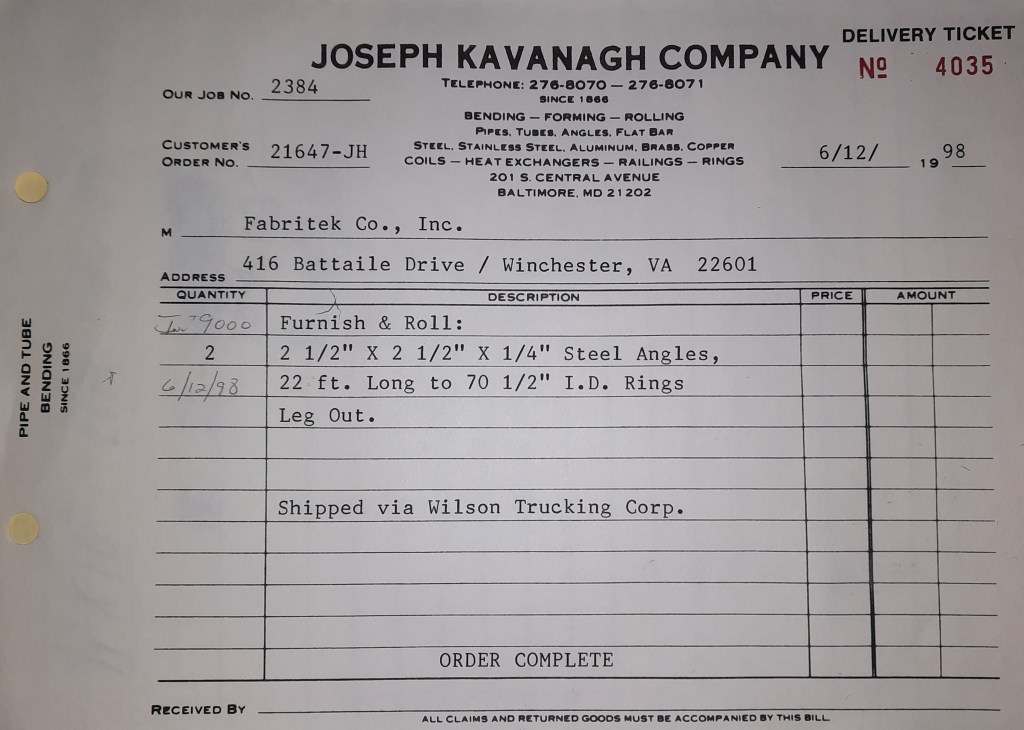 DELIVERY TICKET
JOSEPH KAVANAGH COMPANY
Nº 4035
TELEPHONE: 276-8070 — 276-8071
OUR JOB NO. 2384
SINCE 1866
BENDING — FORMING — ROLLING
PIPES, TUBES, ANGLES, FLAT BAR
CUSTOMER'S ORDER NO. 21647-JH
STEEL, STAINLESS STEEL, ALUMINUM, BRASS, COPPER
COILS — HEAT EXCHANGERS — RAILINGS — RINGS
6/12/ 19 98
201 S. CENTRAL AVENUE
BALTIMORE, MD 21202
M Fabritek Co., Inc.
ADDRESS 416 Battaile Drive / Winchester, VA 22601
QUANTITY DESCRIPTION PRICE AMOUNT
9000 Furnish & Roll:
2 2 1/2" X 2 1/2" X 1/4" Steel Angles,
6/12/98 22 ft. Long to 70 1/2" I.D. Rings
Leg Out.
Shipped via Wilson Trucking Corp.
ORDER COMPLETE
RECEIVED BY
ALL CLAIMS AND RETURNED GOODS MUST BE ACCOMPANIED BY THIS BILL
PIPE AND TUBE
BENDING
SINCE 1866